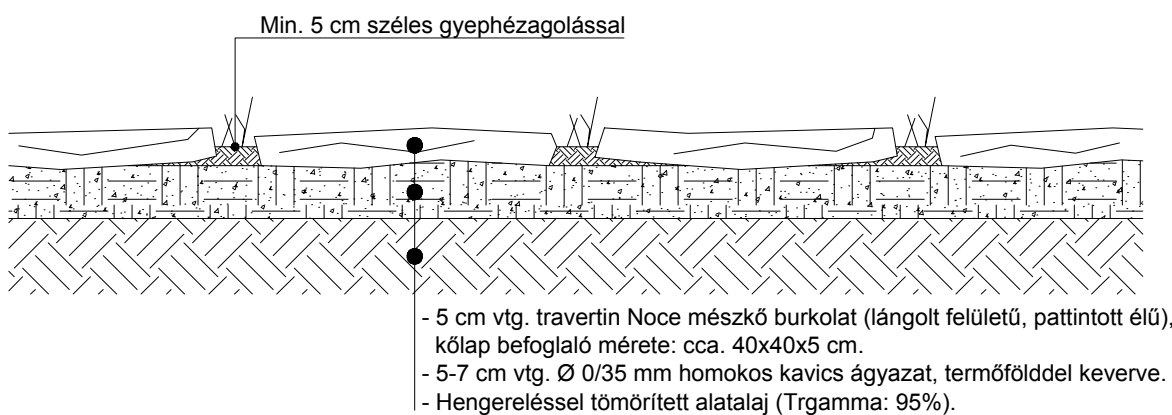 Min. 5 cm széles gyephézagolással
- 5 cm vtg. travertin Noce mészkő burkolat (lángolt felületű, pattintott élű),
kőlap befoglaló mérete: cca. 40x40x5 cm.
- 5-7 cm vtg. Ø 0/35 mm homokos kavics ágyazat, termőfölddel keverve.
- Hengereléssel tömörített alatalaj (Trgamma: 95%).